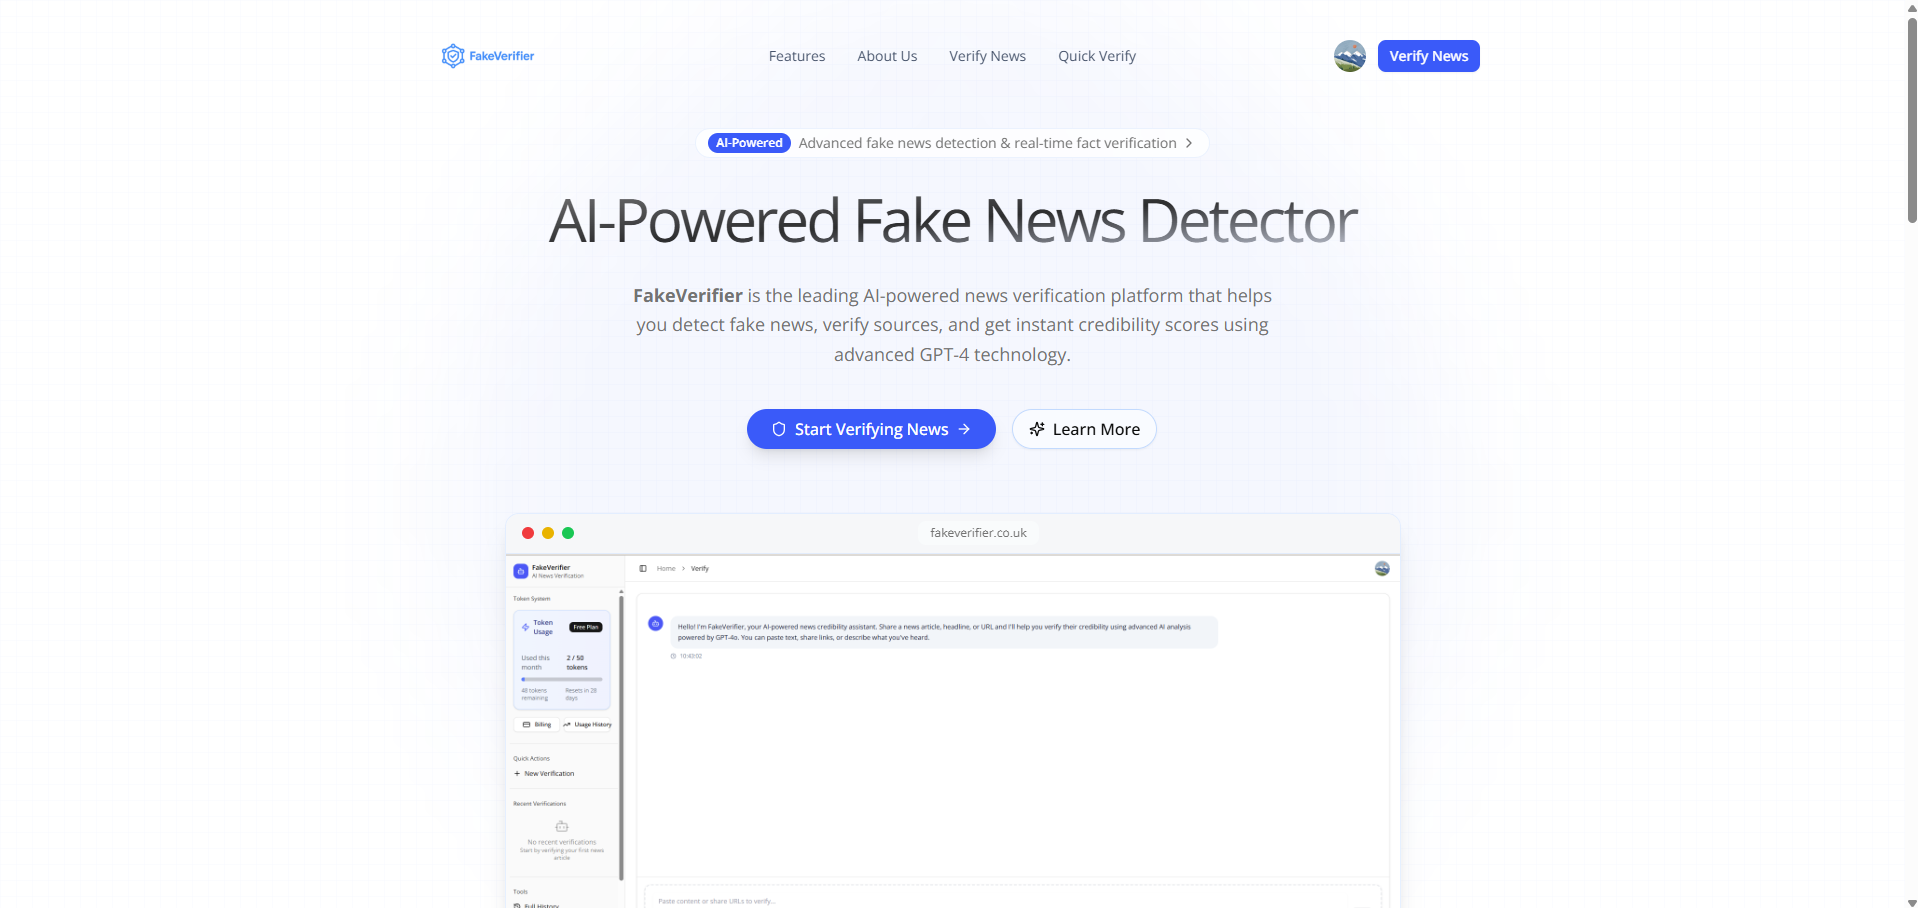 FakeVerifier
Features
About Us
Verify News
Quick Verify
Verify News
AI-Powered
Advanced fake news detection & real-time fact verification
AI-Powered Fake News Detector
FakeVerifier is the leading AI-powered news verification platform that helps
you detect fake news, verify sources, and get instant credibility scores using
advanced GPT-4 technology.
Start Verifying News
Learn More
fakeverifier.co.uk
FakeVerifier
AI News Verification
Home
Verify
Token System
Token
Usage
Free Plan
Used this
month
2 / 50
tokens
48 tokens
remaining
Resets in 28
days
Billing
Usage History
Quick Actions
New Verification
Recent Verifications
No recent verifications
Start by verifying your first news
article
Tools
Full History
Hello! I'm FakeVerifier, your AI-powered news credibility assistant. Share a news article, headline, or URL and I'll help you verify their credibility using advanced AI analysis
powered by GPT-4o. You can paste text, share links, or describe what you've heard.
10:43:02
Paste content or share URLs to verify...